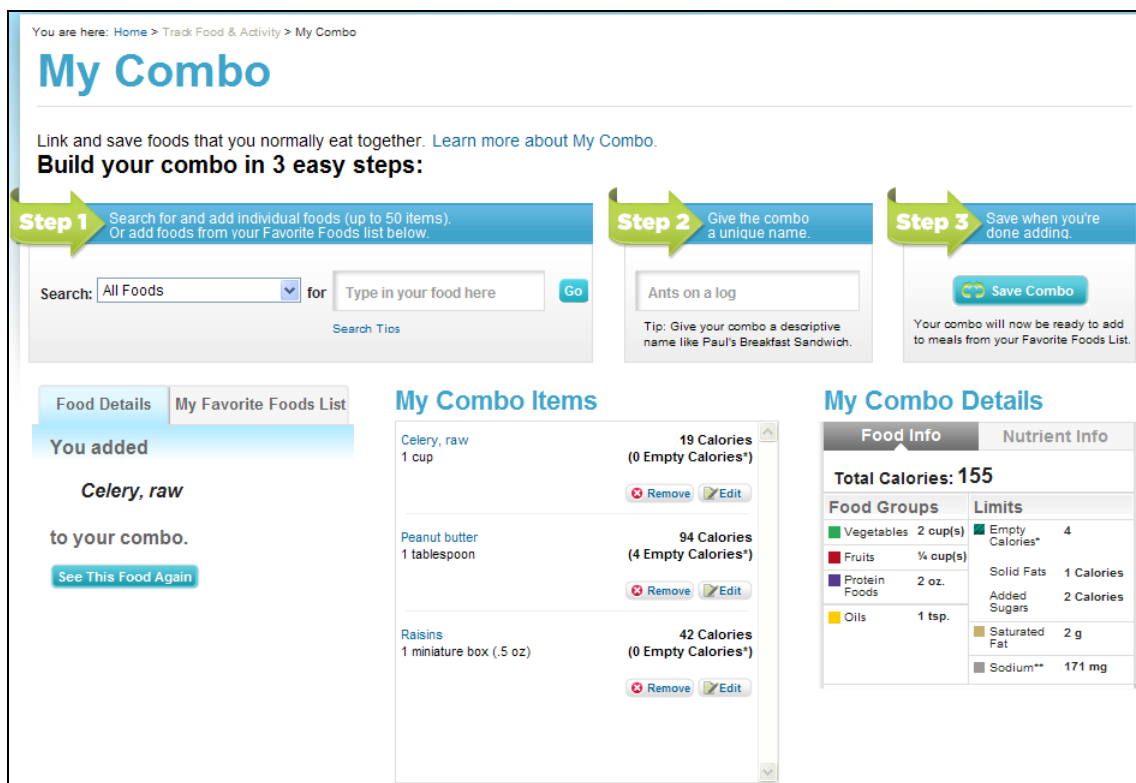 You are here: Home > Track Food & Activity > My Combo
My Combo
Link and save foods that you normally eat together. Learn more about My Combo.
Build your combo in 3 easy steps:
Step 1
Search for and add individual foods (up to 50 items).
Or add foods from your Favorite Foods list below.
Search: All Foods for Type in your food here Go
Search Tips
Step 2
Give the combo
a unique name.
Ants on a log
Tip: Give your combo a descriptive
name like Paul's Breakfast Sandwich.
Step 3
Save when you're
done adding.
Save Combo
Your combo will now be ready to add
to meals from your Favorite Foods List.
Food Details My Favorite Foods List
You added
Celery, raw
to your combo.
See This Food Again
My Combo Items
Celery, raw 19 Calories
1 cup (0 Empty Calories*)
Remove Edit
Peanut butter 94 Calories
1 tablespoon (4 Empty Calories*)
Remove Edit
Raisins 42 Calories
1 miniature box (.5 oz) (0 Empty Calories*)
Remove Edit
My Combo Details
Food Info Nutrient Info
Total Calories: 155
Food Groups
Vegetables 2 cup(s)
Fruits ¼ cup(s)
Protein
Foods 2 oz.
Oils 1 tsp.
Limits
Empty
Calories* 4
Solid Fats 1 Calories
Added
Sugars 2 Calories
Saturated
Fat 2 g
Sodium** 171 mg